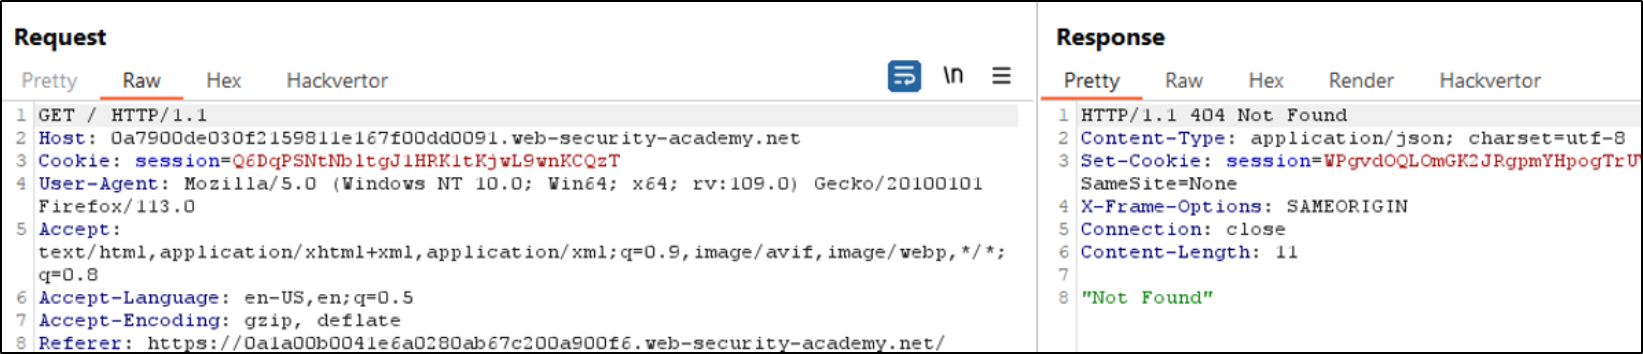 Request
Pretty Raw Hex Hackvertor \n
1 GET / HTTP/1.1
2 Host: 0a7900de030f2159811e167f00dd0091.web-security-academy.net
3 Cookie: session=Q6DqPSNtNbltgJ1HRK1tKjwL9wnKCQzT
4 User-Agent: Mozilla/5.0 (Windows NT 10.0; Win64; x64; rv:109.0) Gecko/20100101
Firefox/113.0
5 Accept:
text/html,application/xhtml+xml,application/xml;q=0.9,image/avif,image/webp,*/*;
q=0.8
6 Accept-Language: en-US,en;q=0.5
7 Accept-Encoding: gzip, deflate
8 Referer: https://0a1a00b0041e6a0280ab67c200a900f6.web-security-academy.net/
Response
Pretty Raw Hex Render Hackvertor
1 HTTP/1.1 404 Not Found
2 Content-Type: application/json; charset=utf-8
3 Set-Cookie: session=WPgvdOQLOmGK2JRgpmYHpogTrU
SameSite=None
4 X-Frame-Options: SAMEORIGIN
5 Connection: close
6 Content-Length: 11
7
8 "Not Found"